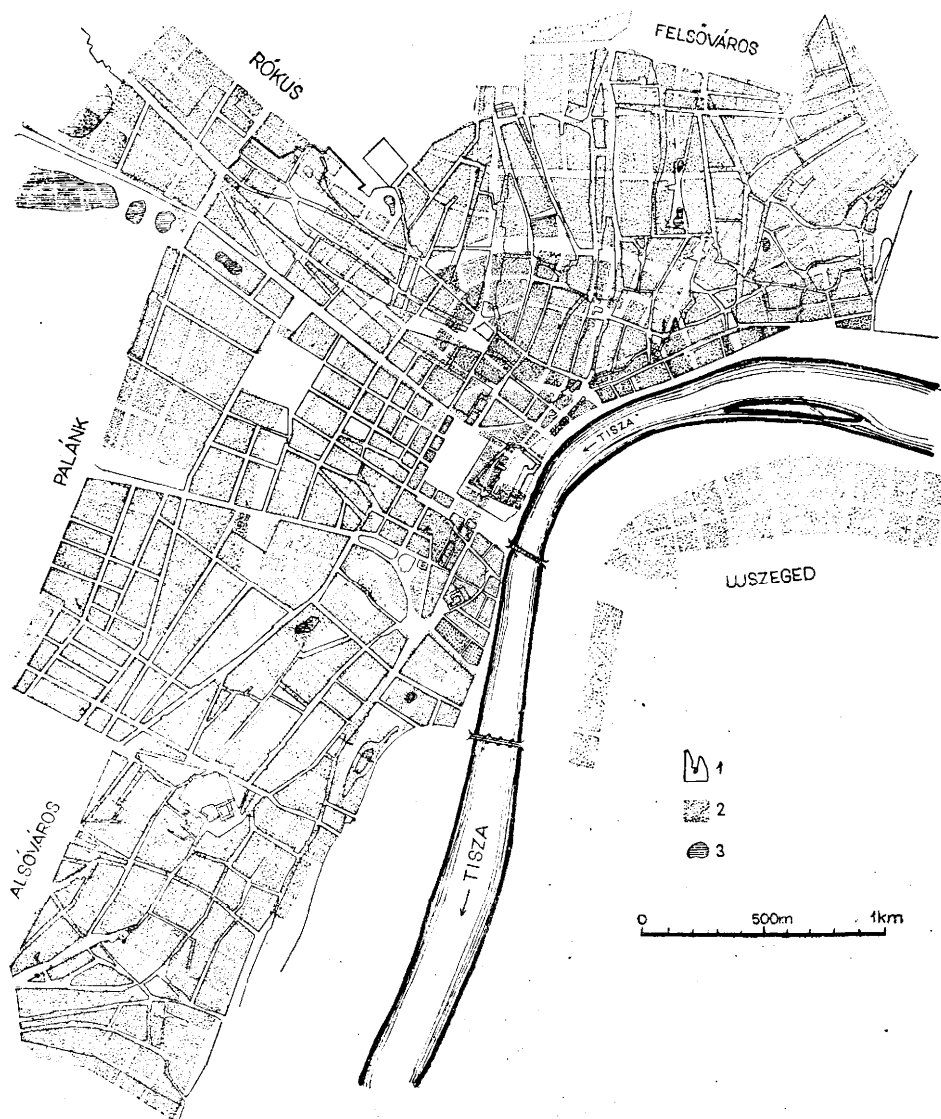 FELSŐVÁROS
RÓKUS
PALÁNK
← TISZA
UJSZEGED
1
2
3
ALSÓVÁROS
← TISZA
0 500m 1km